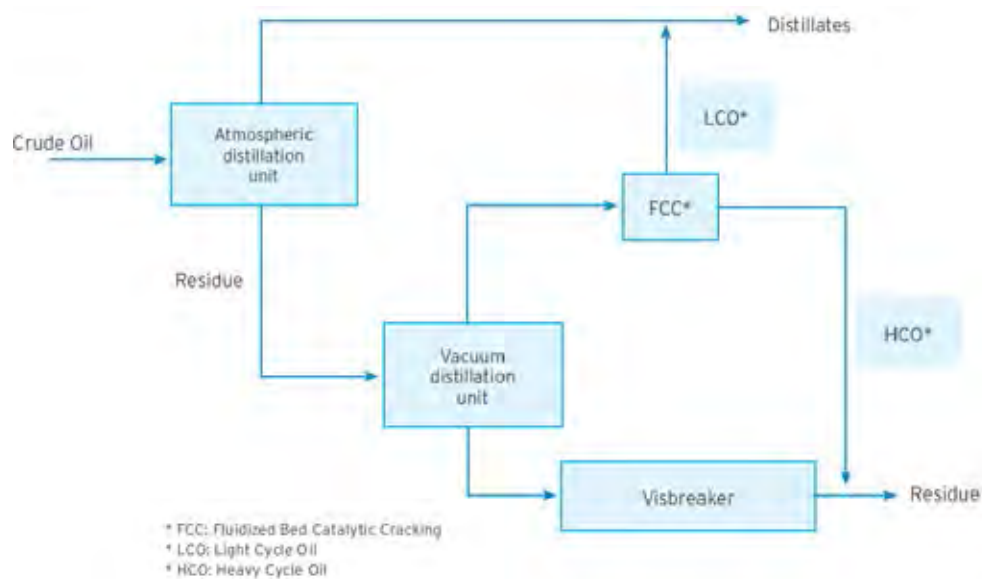 Distillates
LCO*
Crude Oil
Atmospheric
distillation
unit
FCC*
Residue
HCO*
Vacuum
distillation
unit
Visbreaker
Residue
* FCC: Fluidized Bed Catalytic Cracking
* LCO: Light Cycle Oil
* HCO: Heavy Cycle Oil